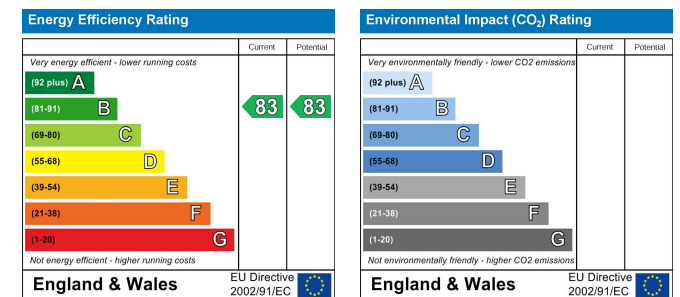 Energy Efficiency Rating
Current Potential
Very energy efficient - lower running costs
(92 plus) A
(81-91) B 83 83
(69-80) C
(55-68) D
(39-54) E
(21-38) F
(1-20) G
Not energy efficient - higher running costs
England & Wales
EU Directive
2002/91/EC
Environmental Impact (CO₂) Rating
Current Potential
Very environmentally friendly - lower CO2 emissions
(92 plus) A
(81-91) B
(69-80) C
(55-68) D
(39-54) E
(21-38) F
(1-20) G
Not environmentally friendly - higher CO2 emissions
England & Wales
EU Directive
2002/91/EC